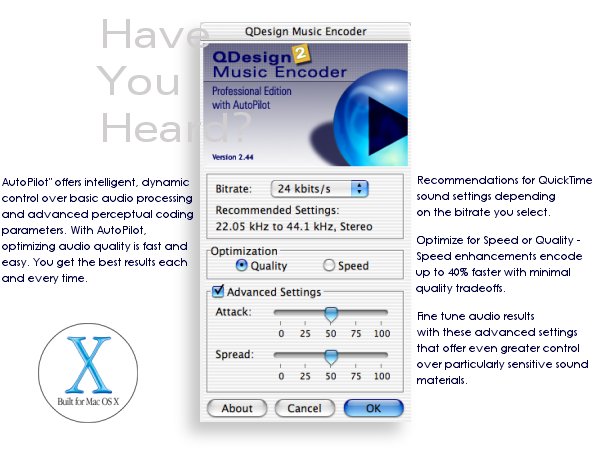 Have
You
Heard?
QDesign Music Encoder
QDesign 2
Music Encoder
Professional Edition
with AutoPilot
Version 2.44
Bitrate: 24 kbits/s
Recommended Settings:
22.05 kHz to 44.1 kHz, Stereo
Optimization
Quality Speed
Advanced Settings
Attack:
0 25 50 75 100
Spread:
0 25 50 75 100
About Cancel OK
AutoPilot™ offers intelligent, dynamic
control over basic audio processing
and advanced perceptual coding
parameters. With AutoPilot,
optimizing audio quality is fast and
easy. You get the best results each
and every time.
X
Built for Mac OS X
Recommendations for QuickTime
sound settings depending
on the bitrate you select.
Optimize for Speed or Quality -
Speed enhancements encode
up to 40% faster with minimal
quality tradeoffs.
Fine tune audio results
with these advanced settings
that offer even greater control
over particularly sensitive sound
materials.